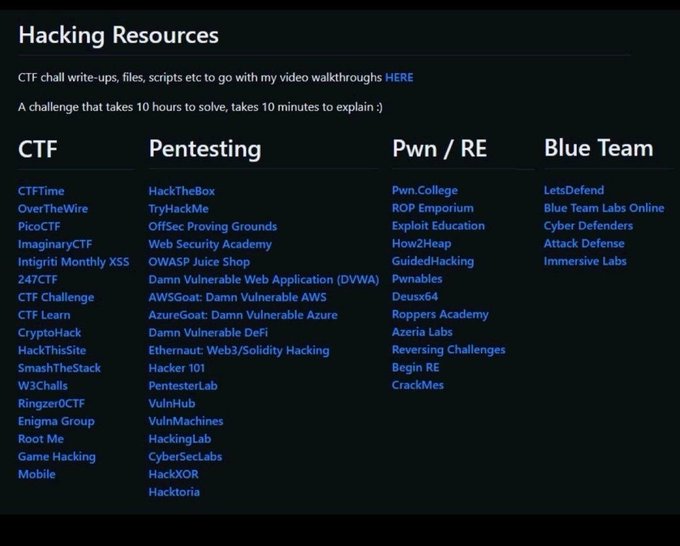 Hacking Resources
CTF chall write-ups, files, scripts etc to go with my video walkthroughs HERE
A challenge that takes 10 hours to solve, takes 10 minutes to explain :)
CTF
CTFTime
OverTheWire
PicoCTF
ImaginaryCTF
Intigriti Monthly XSS
247CTF
CTF Challenge
CTF Learn
CryptoHack
HackThisSite
SmashTheStack
W3Challs
Ringzer0CTF
Enigma Group
Root Me
Game Hacking
Mobile
Pentesting
HackTheBox
TryHackMe
OffSec Proving Grounds
Web Security Academy
OWASP Juice Shop
Damn Vulnerable Web Application (DVWA)
AWSGoat: Damn Vulnerable AWS
AzureGoat: Damn Vulnerable Azure
Damn Vulnerable DeFi
Ethernaut: Web3/Solidity Hacking
Hacker 101
PentesterLab
VulnHub
VulnMachines
HackingLab
CyberSecLabs
HackXOR
Hacktoria
Pwn / RE
Pwn.College
ROP Emporium
Exploit Education
How2Heap
GuidedHacking
Pwnables
Deusx64
Roppers Academy
Azeria Labs
Reversing Challenges
Begin RE
CrackMes
Blue Team
LetsDefend
Blue Team Labs Online
Cyber Defenders
Attack Defense
Immersive Labs